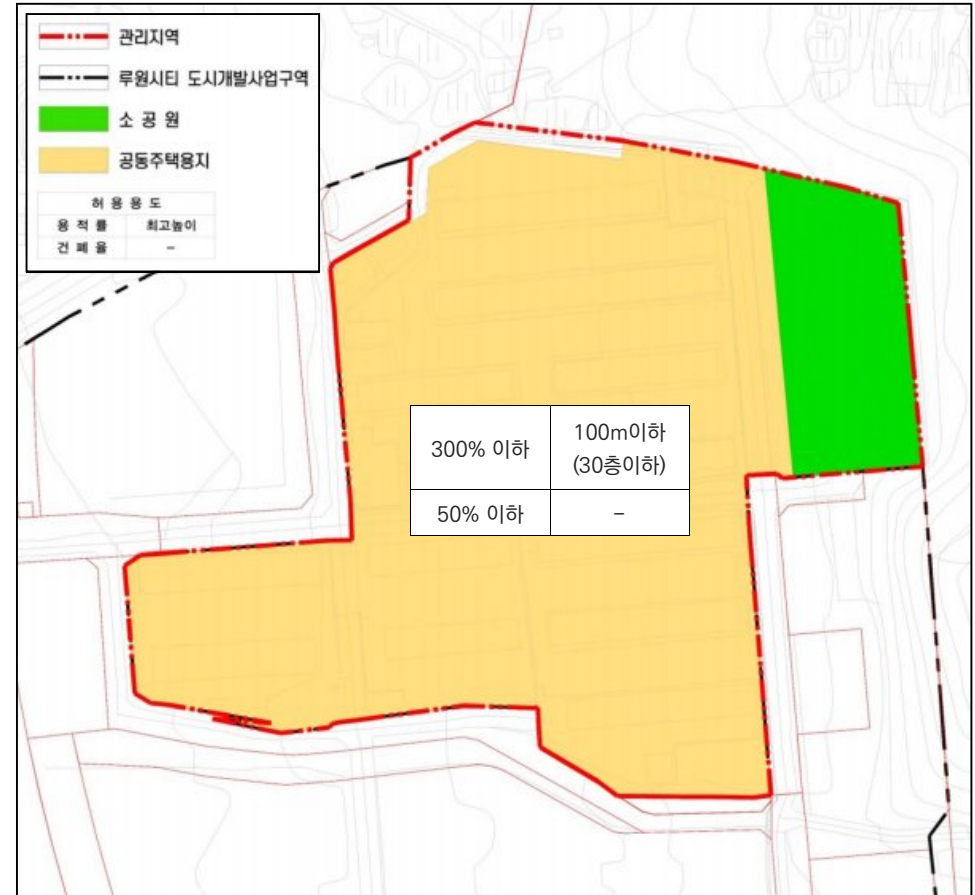 관리지역
루원시티 도시개발사업구역
소 공 원
공동주택용지
허 용 용 도
용 적 률 최고높이
건 폐 율 -
300% 이하 100m이하
(30층이하)
50% 이하 -